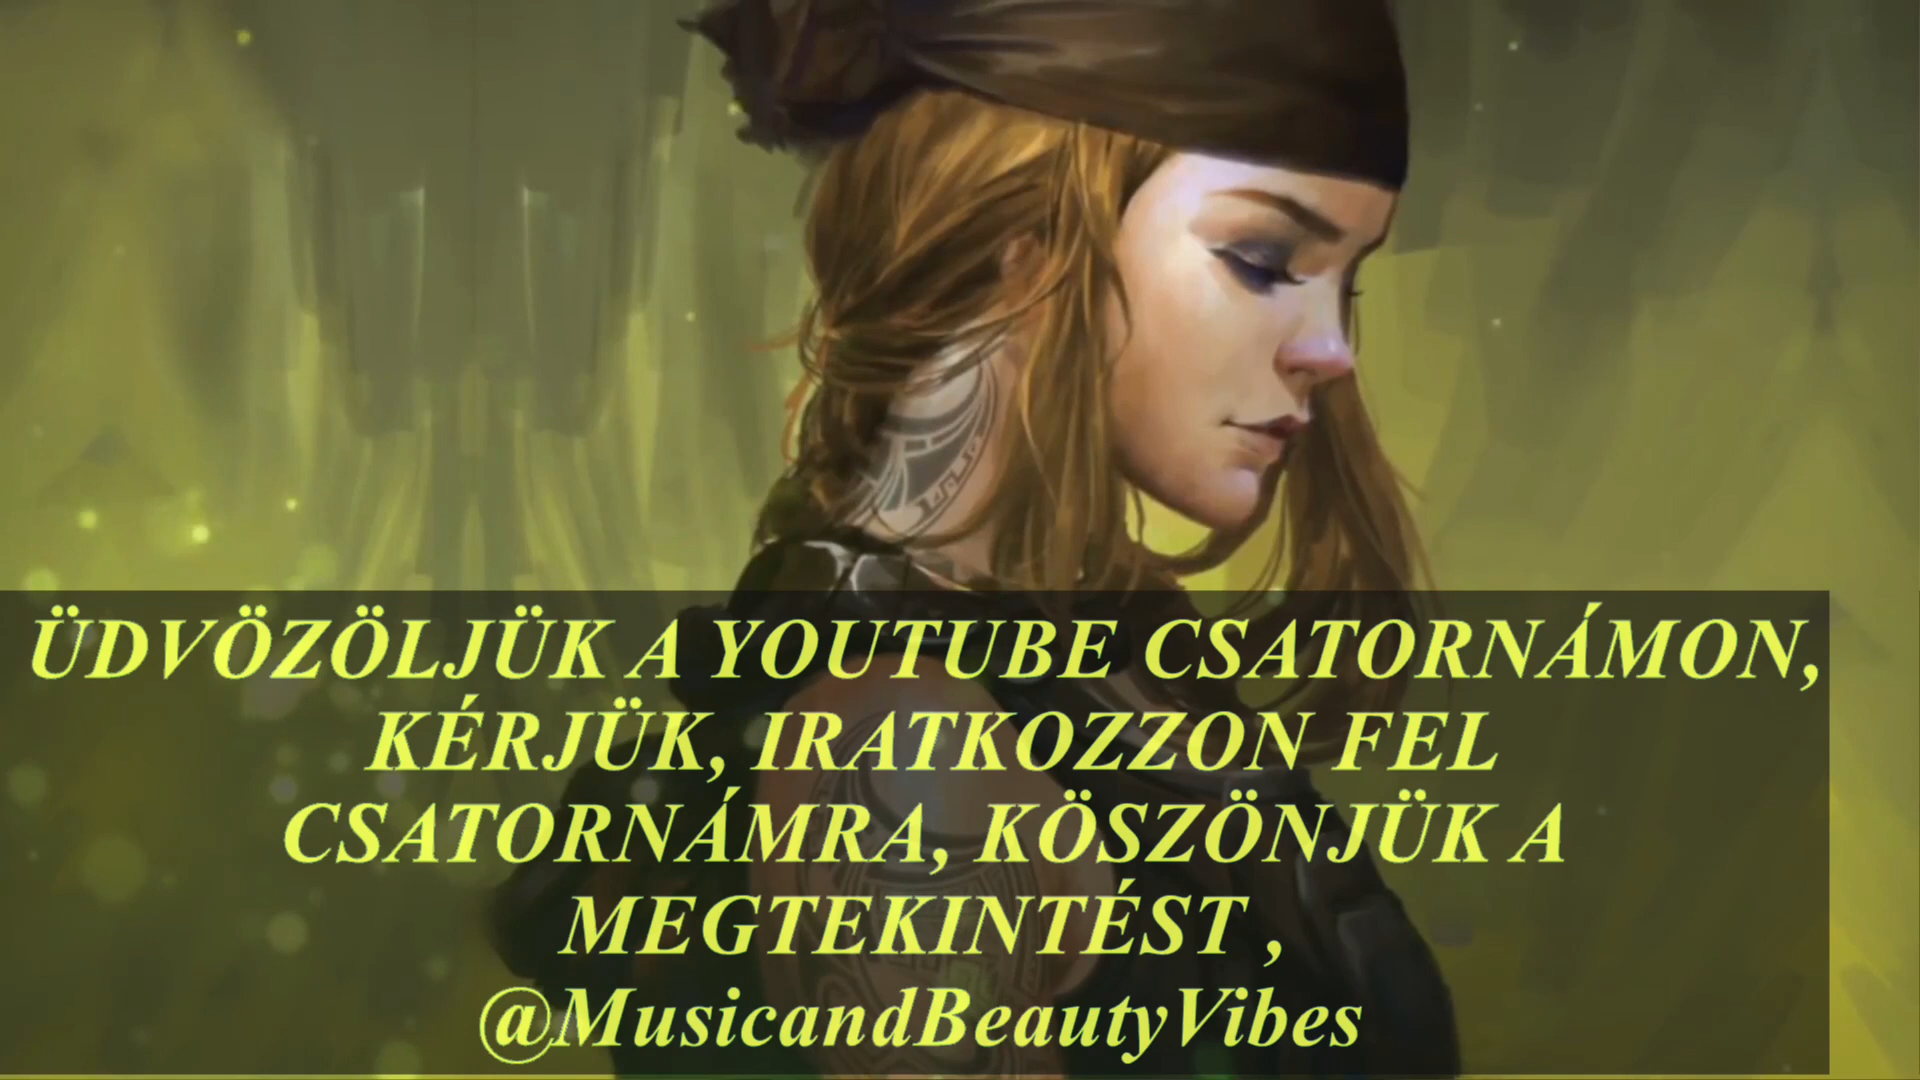 ÜDVÖZÖLJÜK A YOUTUBE CSATORNÁMON,
KÉRJÜK, IRATKOZZON FEL
CSATORNÁMRA, KÖSZÖNJÜK A
MEGTEKINTÉST ,
@MusicandBeautyVibes